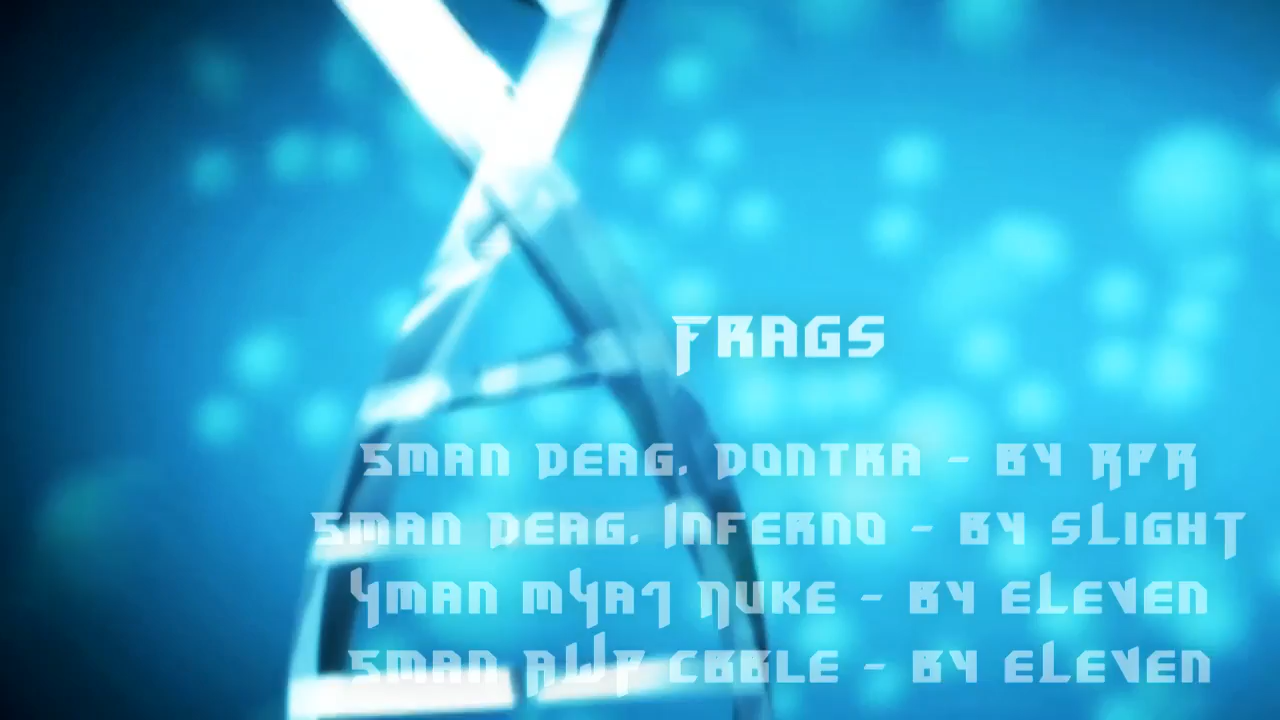 Frags
5man Deag. Dontra - by RPR
5man Deag. Inferno - by Slight
4man m4a1 Nuke - by eLeven
5man AWP cbble - by eLeven